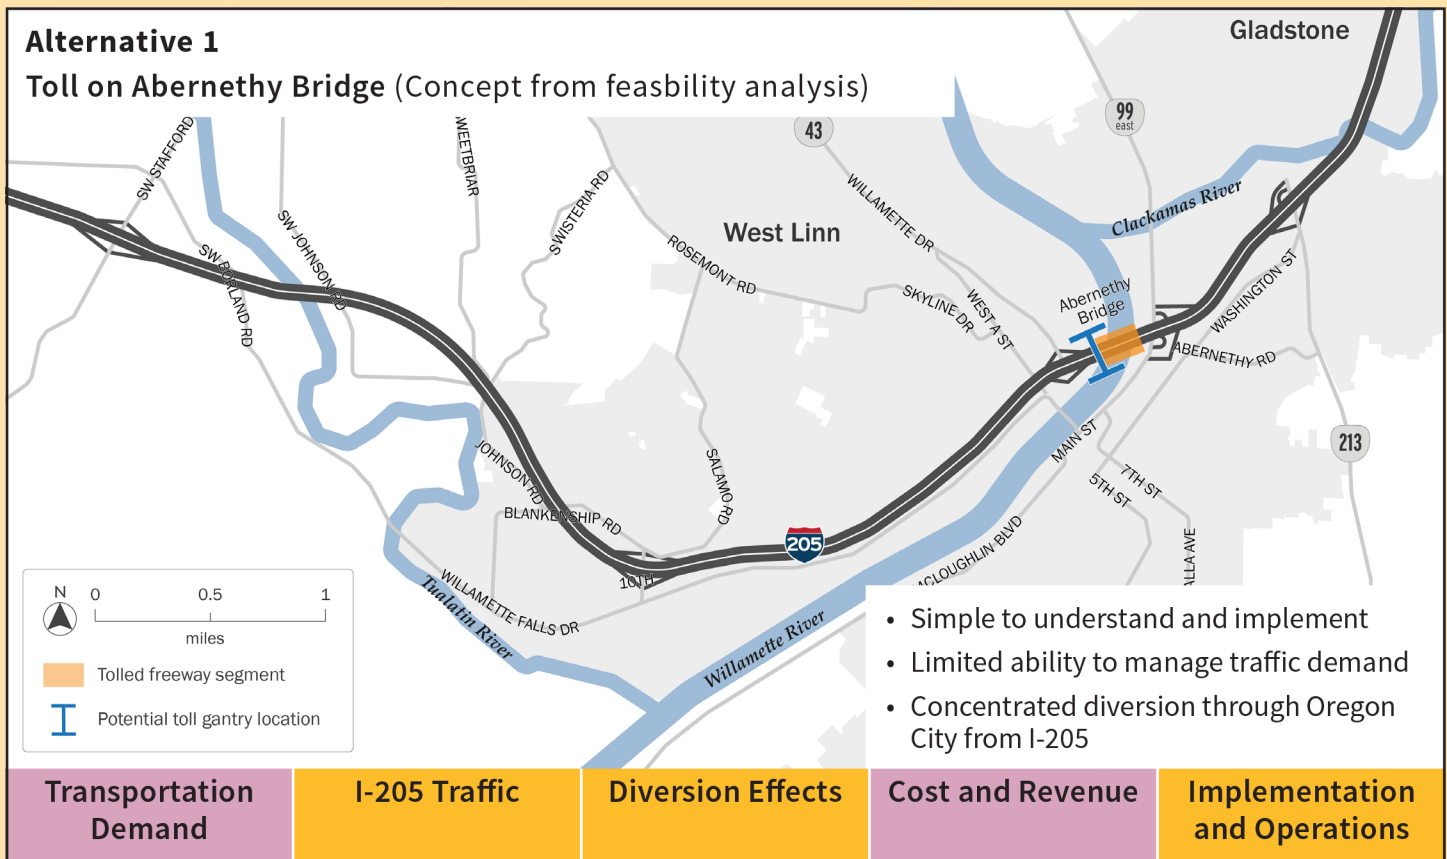 Alternative 1
Toll on Abernethy Bridge (Concept from feasbility analysis)
Gladstone
99
east
43
SW STAFFORD
WEETBRIAR
SWISTERIA RD
WILLAMETTE DR
Clackamas River
West Linn
SW JOHNSON RD
SW BORLAND RD
ROSEMONT RD
SKYLINE DR
WEST A ST
Abernethy
Bridge
WASHINGTON ST
ABERNETHY RD
213
MAIN ST
7TH ST
5TH ST
JOHNSON RD
SALAMO RD
BLANKENSHIP RD
205
10TH
MCLOUGHLIN BLVD
ALLA AVE
WILLAMETTE FALLS DR
Tualatin River
Willamette River
N
0 0.5 1
miles
Tolled freeway segment
Potential toll gantry location
• Simple to understand and implement
• Limited ability to manage traffic demand
• Concentrated diversion through Oregon
City from I-205
Transportation
Demand
I-205 Traffic
Diversion Effects
Cost and Revenue
Implementation
and Operations